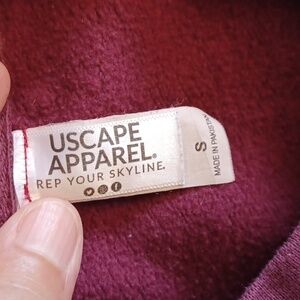 USCAPE
APPAREL®
REP YOUR SKYLINE.
S
MADE IN PAKISTAN